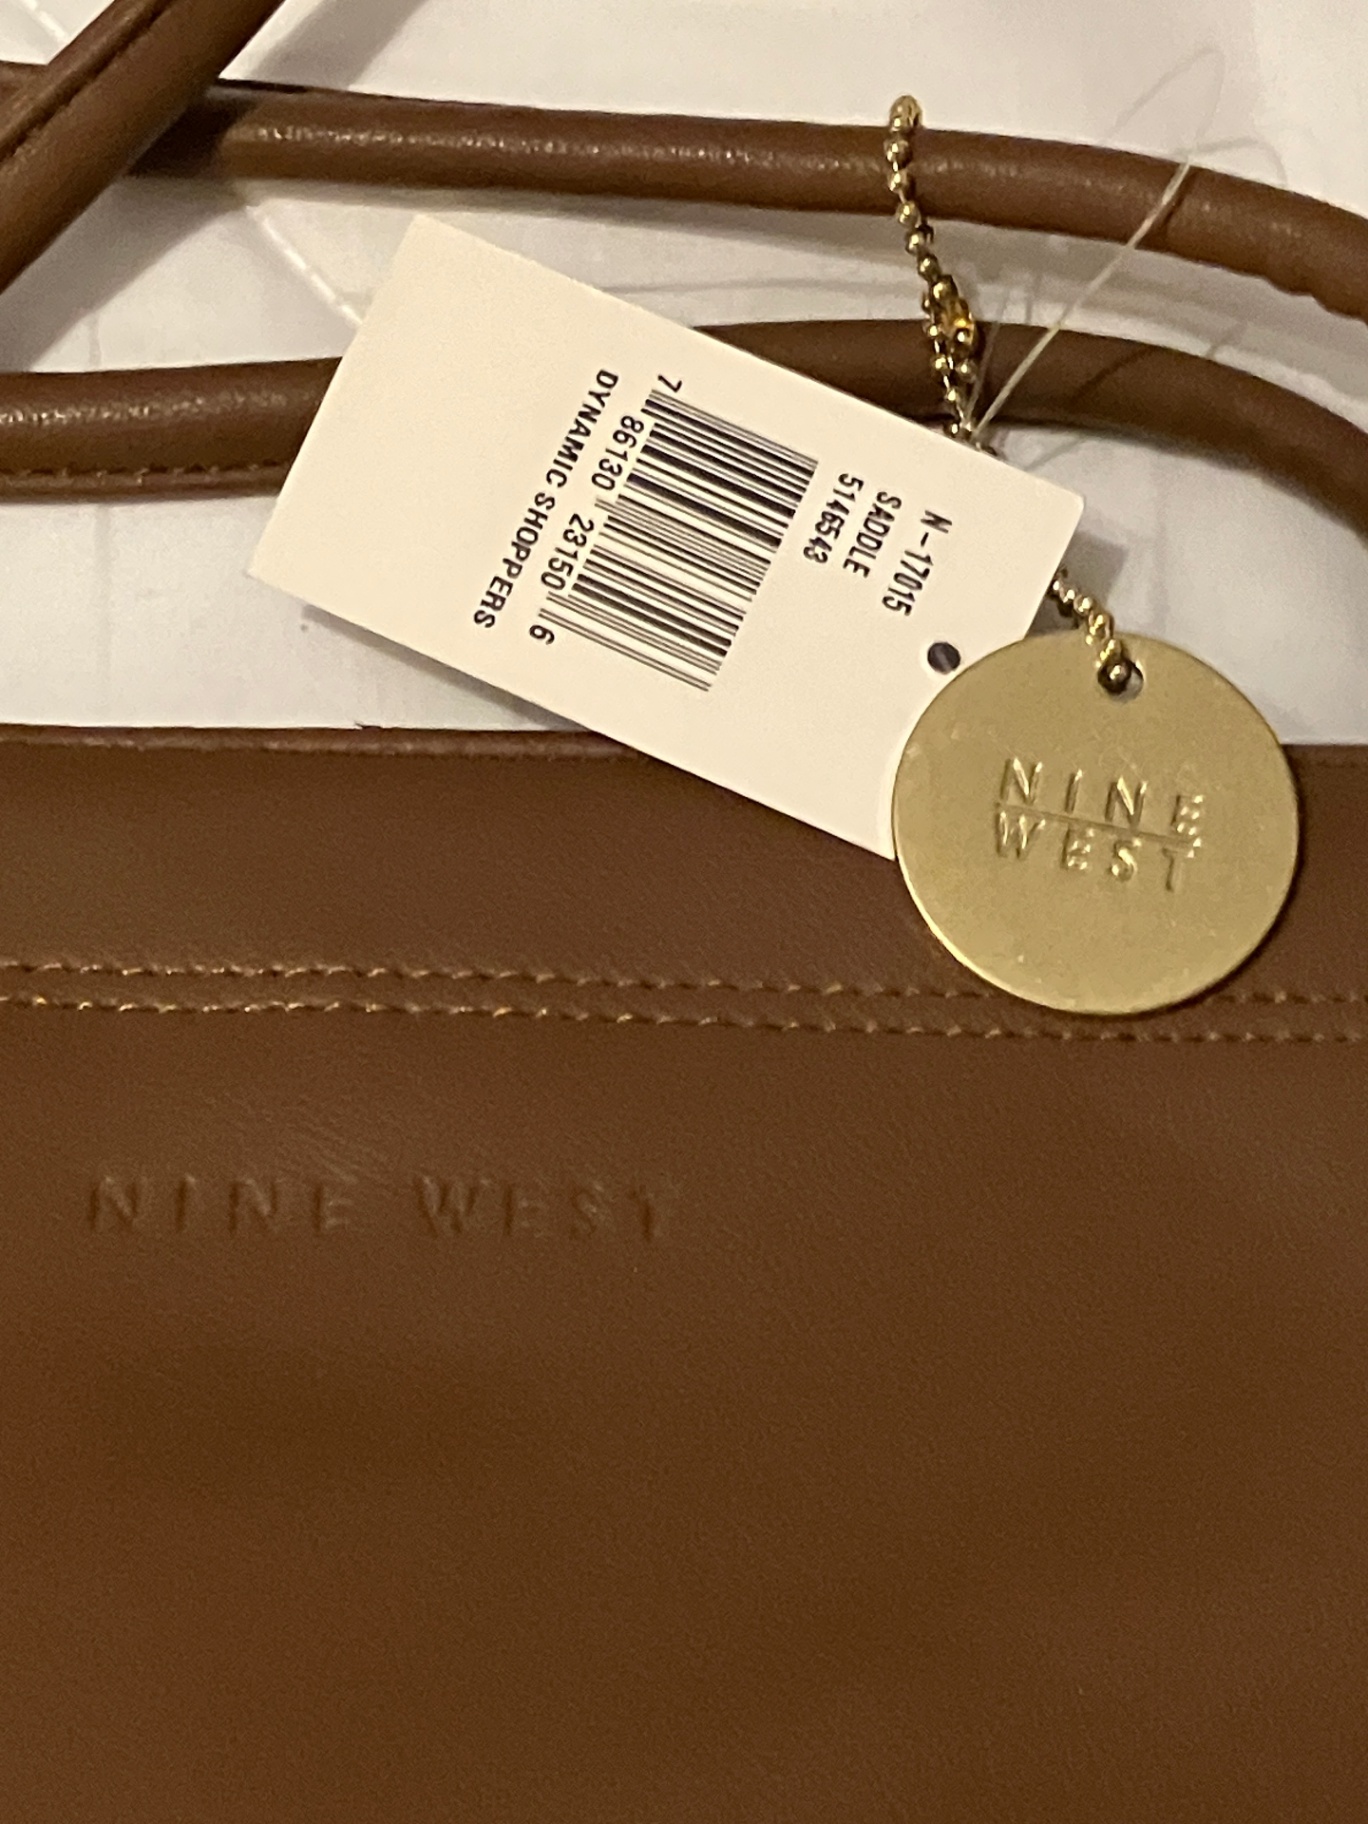 N-17015
SADDLE
5146543
7 86130 23150 6
DYNAMIC SHOPPERS
NINE
WEST
NINE WEST